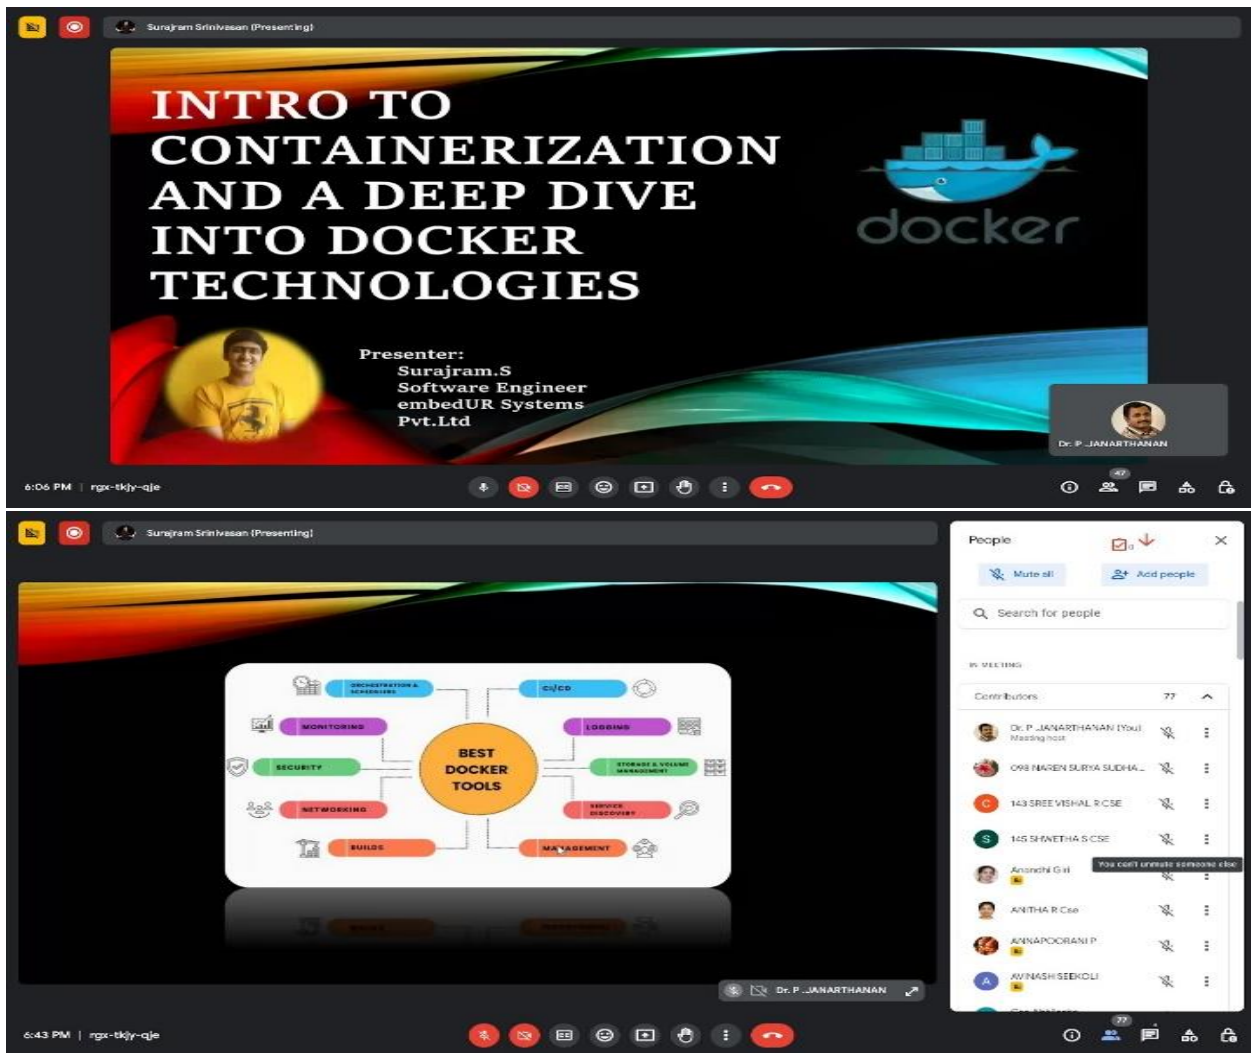 Surajram Srinivasan (Presenting)
INTRO TO
CONTAINERIZATION
AND A DEEP DIVE
INTO DOCKER
TECHNOLOGIES
docker
Presenter:
Surajram.S
Software Engineer
embedUR Systems
Pvt.Ltd
Dr. P JANARTHANAN
6:06 PM | rgx-tkjy-qje
47
Surajram Srinivasan (Presenting)
People
Mute all
Add people
Search for people
IN MEETING
Contributors 77
Dr. P JANARTHANAN (You)
Meeting host
098 NAREN SURYA SUDHA...
143 SREE VISHAL R CSE
145 SHWETHA S CSE
You can't unmute someone else
Anandhi Giri
ANITHA R Cse
ANNAPOORANI P
AVINASH SEEKOLI
ORCHESTRATION &
SCHEDULERS
CI/CD
MONITORING
LOGGING
BEST
DOCKER
TOOLS
SECURITY
STORAGE & VOLUME
MANAGEMENT
NETWORKING
SERVICE
DISCOVERY
BUILDS
MANAGEMENT
Dr. P JANARTHANAN
6:43 PM | rgx-tkjy-qje
77